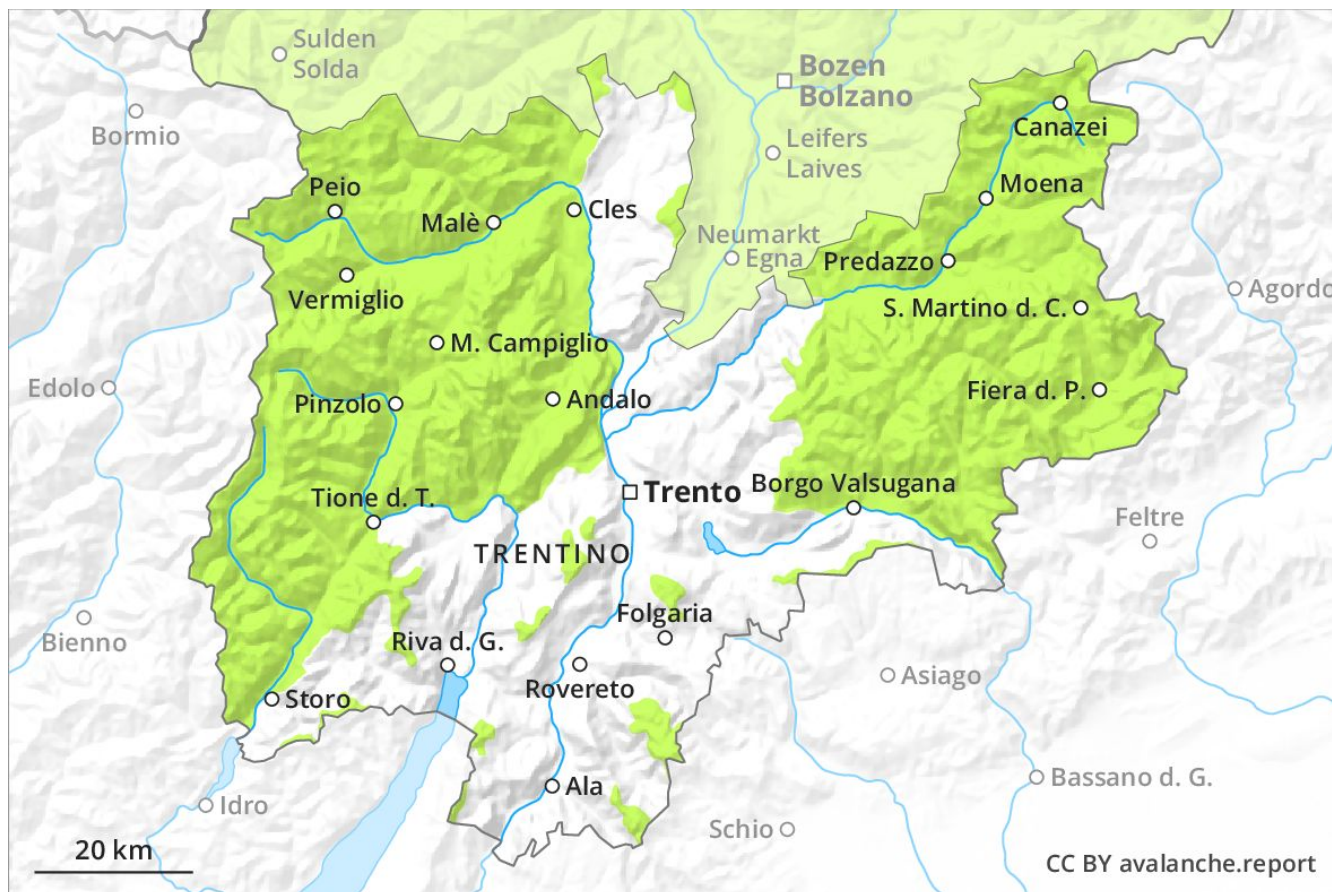 Sulden
Solda
Bozen
Bolzano
Bormio
Canazei
Leifers
Laives
Peio
Moena
Malè
Cles
Neumarkt
Egna
Predazzo
Vermiglio
Agordo
S. Martino d. C.
M. Campiglio
Edolo
Pinzolo
Andalo
Fiera d. P.
Trento
Borgo Valsugana
Tione d. T.
Feltre
TRENTINO
Bienno
Folgaria
Riva d. G.
Asiago
Rovereto
Storo
Ala
Bassano d. G.
Idro
Schio
20 km
CC BY avalanche.report